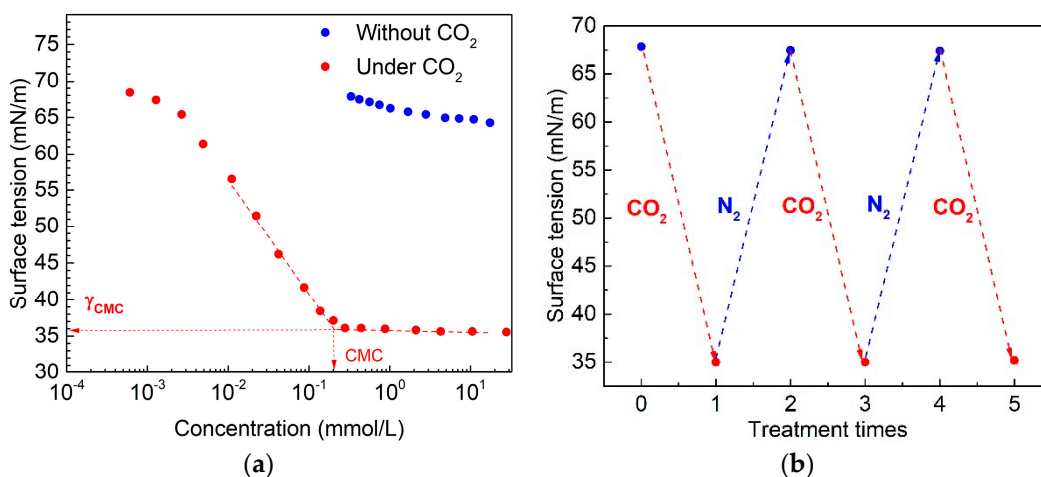 Without CO2
Under CO2
Surface tension (mN/m)
75
70
65
60
55
50
45
40
35
30
γCMC
CMC
10-4 10-3 10-2 10-1 100 101
Concentration (mmol/L)
(a)
Surface tension (mN/m)
70
65
60
55
50
45
40
35
CO2 N2 CO2 N2 CO2
0 1 2 3 4 5
Treatment times
(b)